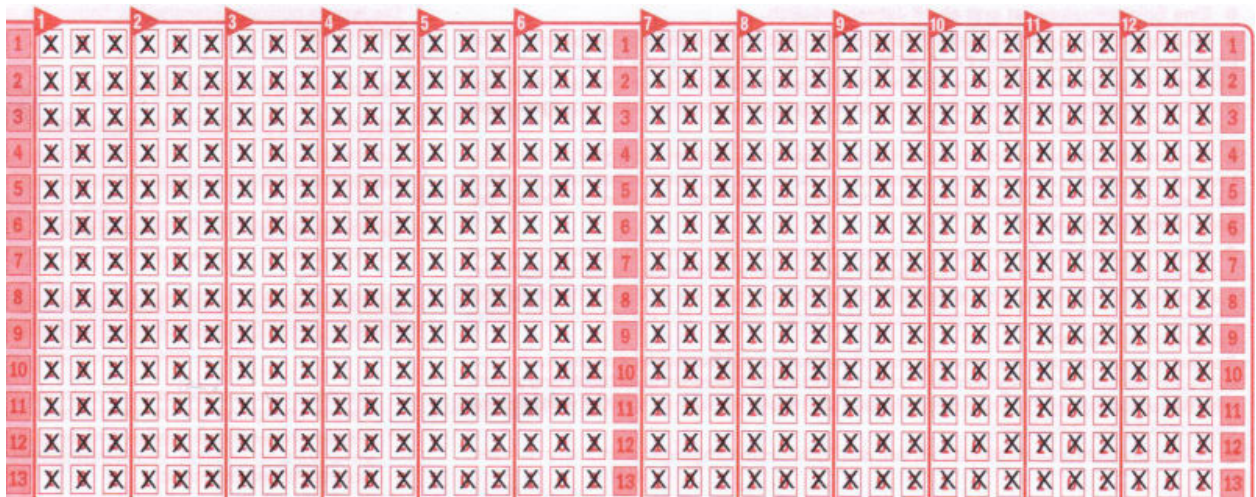 1 2 3 4 5 6 7 8 9 10 11 12
1 X X X X X X X X X X X X X X X X X X 1 X X X X X X X X X X X X X X X X X X 1
2 X X X X X X X X X X X X X X X X X X 2 X X X X X X X X X X X X X X X X X X 2
3 X X X X X X X X X X X X X X X X X X 3 X X X X X X X X X X X X X X X X X X 3
4 X X X X X X X X X X X X X X X X X X 4 X X X X X X X X X X X X X X X X X X 4
5 X X X X X X X X X X X X X X X X X X 5 X X X X X X X X X X X X X X X X X X 5
6 X X X X X X X X X X X X X X X X X X 6 X X X X X X X X X X X X X X X X X X 6
7 X X X X X X X X X X X X X X X X X X 7 X X X X X X X X X X X X X X X X X X 7
8 X X X X X X X X X X X X X X X X X X 8 X X X X X X X X X X X X X X X X X X 8
9 X X X X X X X X X X X X X X X X X X 9 X X X X X X X X X X X X X X X X X X 9
10 X X X X X X X X X X X X X X X X X X 10 X X X X X X X X X X X X X X X X X X 10
11 X X X X X X X X X X X X X X X X X X 11 X X X X X X X X X X X X X X X X X X 11
12 X X X X X X X X X X X X X X X X X X 12 X X X X X X X X X X X X X X X X X X 12
13 X X X X X X X X X X X X X X X X X X 13 X X X X X X X X X X X X X X X X X X 13